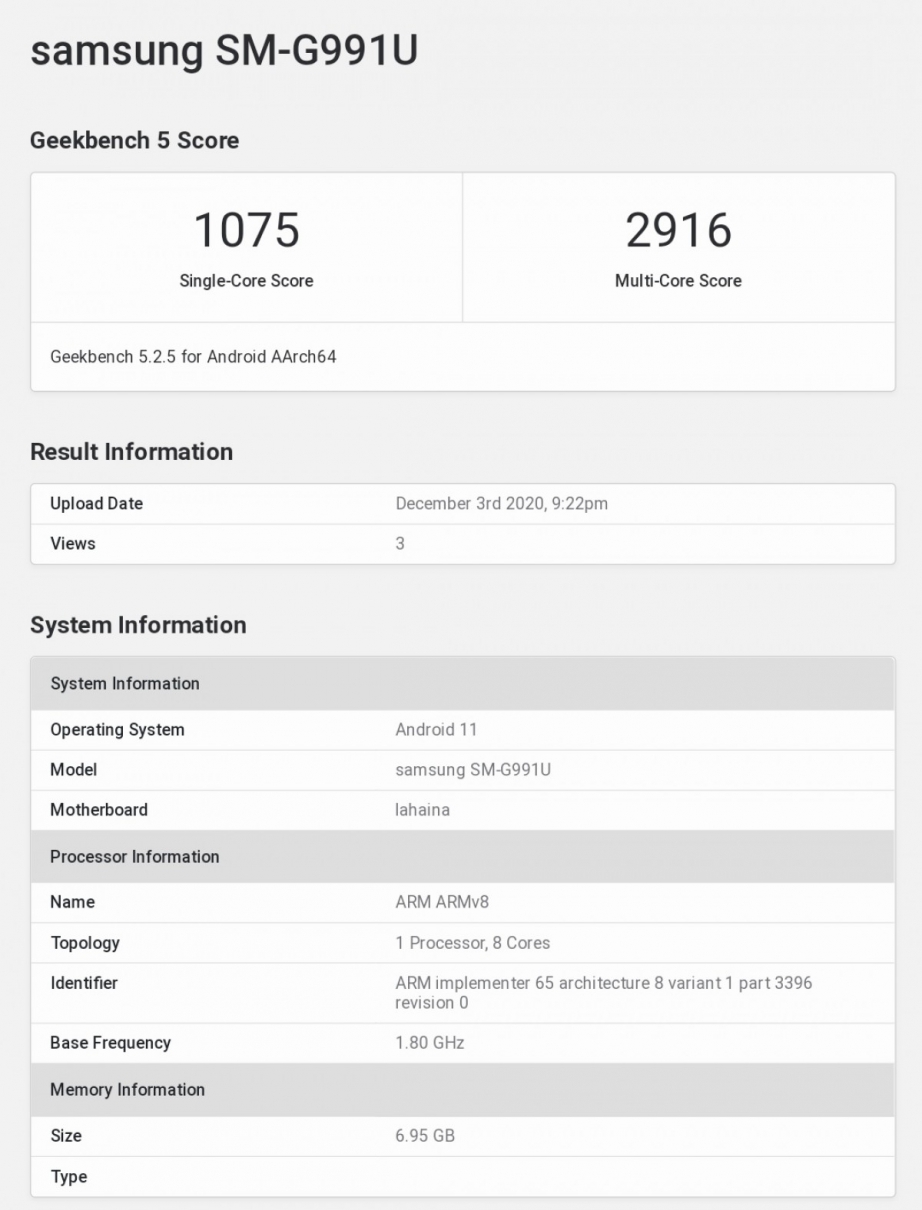 samsung SM-G991U
Geekbench 5 Score
1075
Single-Core Score
2916
Multi-Core Score
Geekbench 5.2.5 for Android AArch64
Result Information
Upload Date December 3rd 2020, 9:22pm
Views 3
System Information
System Information
Operating System Android 11
Model samsung SM-G991U
Motherboard lahaina
Processor Information
Name ARM ARMv8
Topology 1 Processor, 8 Cores
Identifier ARM implementer 65 architecture 8 variant 1 part 3396
revision 0
Base Frequency 1.80 GHz
Memory Information
Size 6.95 GB
Type